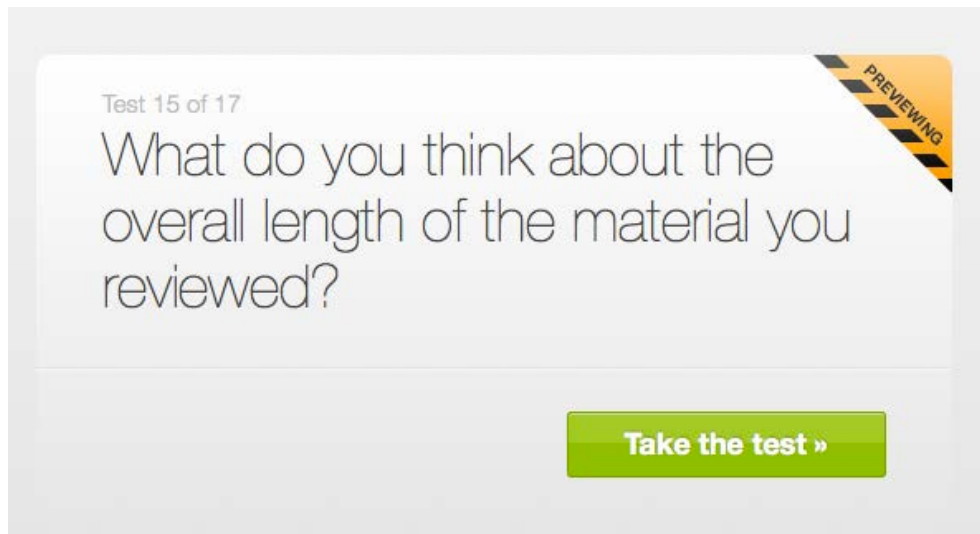 PREVIEWING
Test 15 of 17
What do you think about the
overall length of the material you
reviewed?
Take the test »